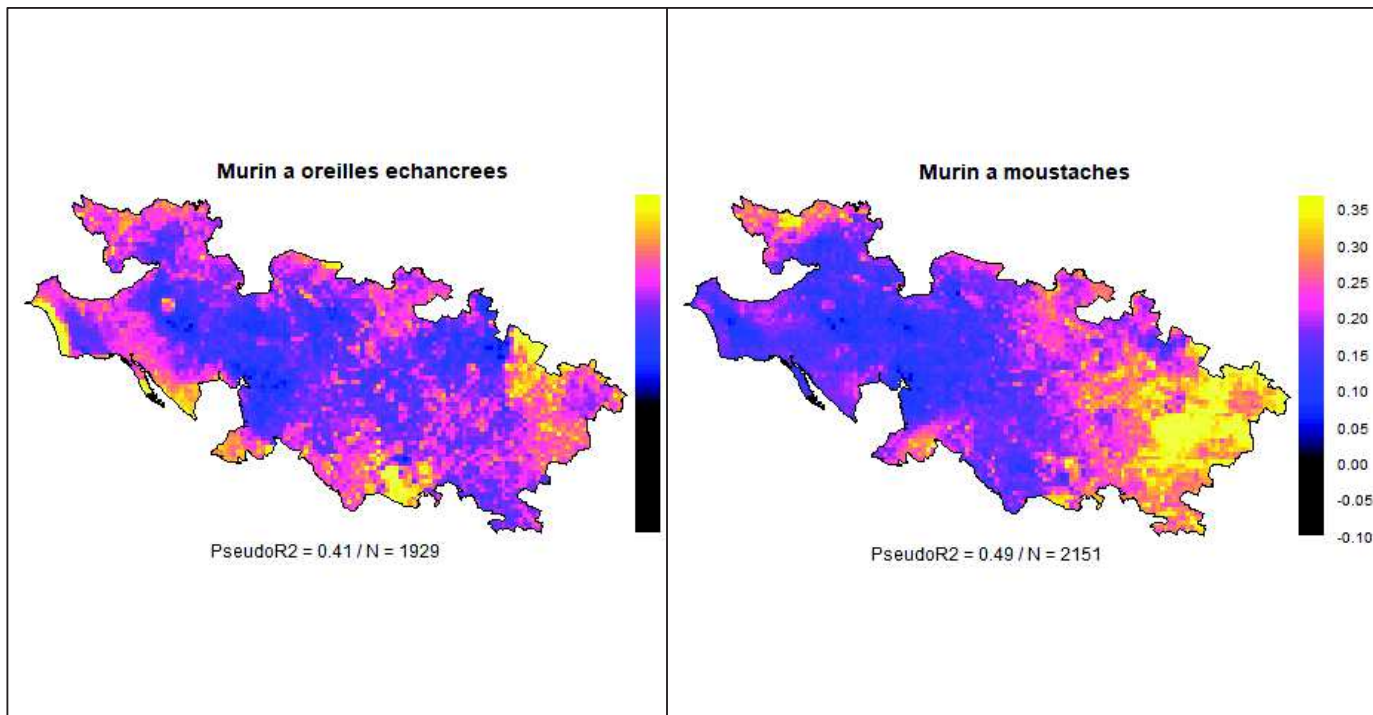 Murin a oreilles echancrees
PseudoR2 = 0.41 / N = 1929
Murin a moustaches
0.35
0.30
0.25
0.20
0.15
0.10
0.05
0.00
-0.05
-0.10
PseudoR2 = 0.49 / N = 2151